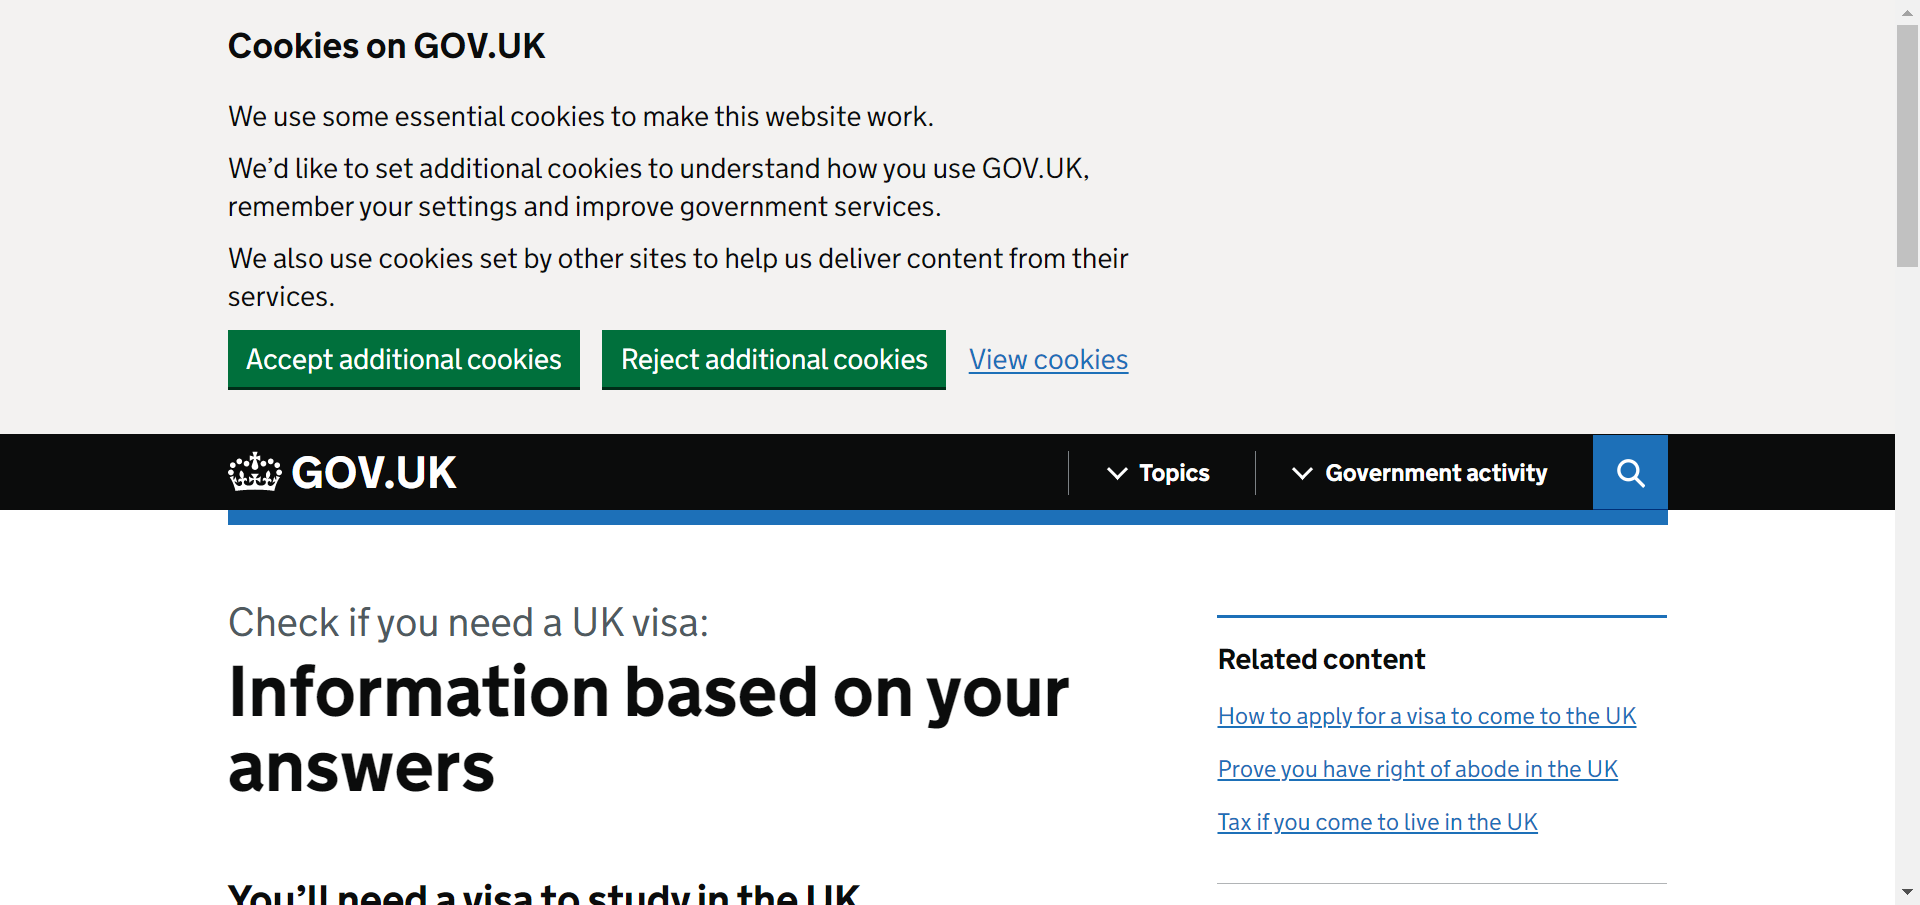 Cookies on GOV.UK
We use some essential cookies to make this website work.
We’d like to set additional cookies to understand how you use GOV.UK,
remember your settings and improve government services.
We also use cookies set by other sites to help us deliver content from their
services.
Accept additional cookies Reject additional cookies View cookies
GOV.UK Topics Government activity
Check if you need a UK visa:
Information based on your
answers
You’ll need a visa to study in the UK
Related content
How to apply for a visa to come to the UK
Prove you have right of abode in the UK
Tax if you come to live in the UK